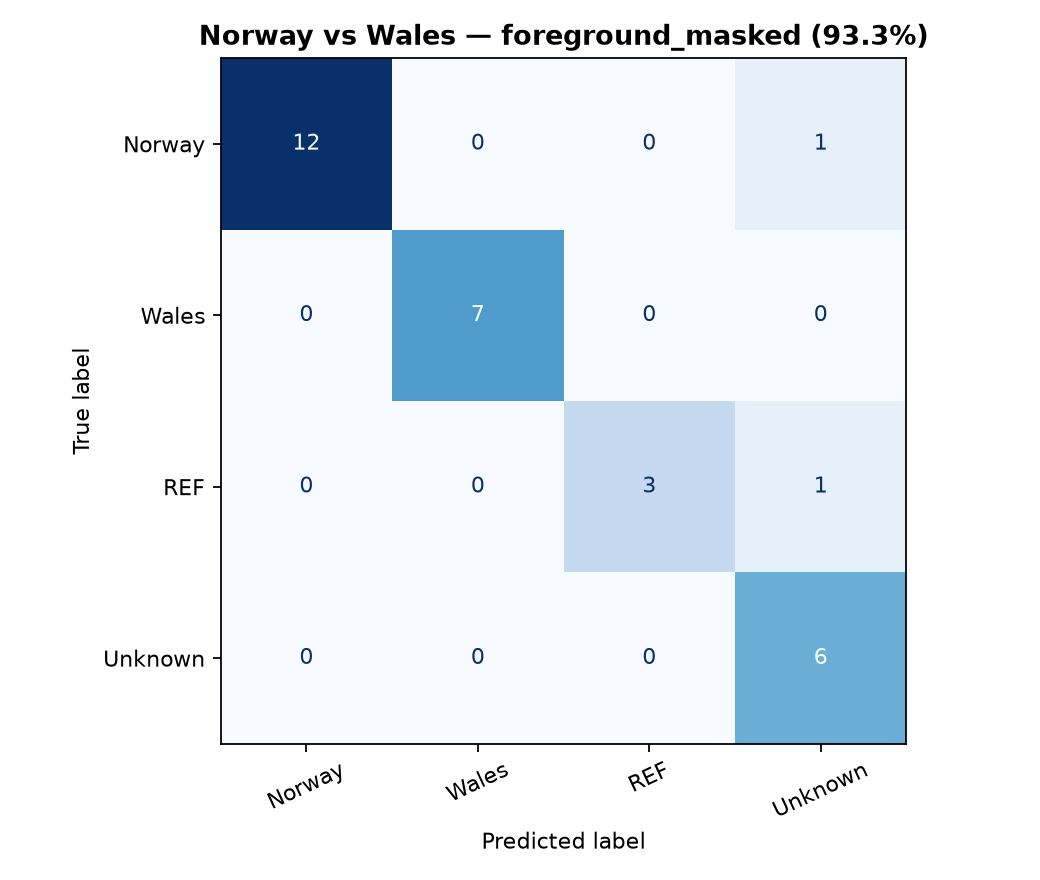 Norway vs Wales — foreground_masked (93.3%)
Norway 12 0 0 1
Wales 0 7 0 0
REF 0 0 3 1
Unknown 0 0 0 6
True label
Norway Wales REF Unknown
Predicted label